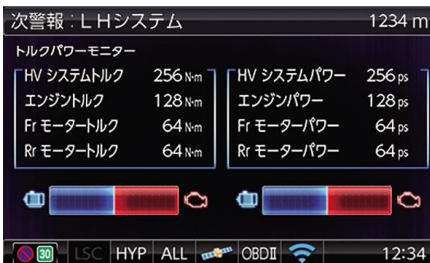 次警報:LHシステム 1234 m
トルクパワーモニター
HV システムトルク 256 N·m
エンジントルク 128 N·m
Fr モータートルク 64 N·m
Rr モータートルク 64 N·m
HV システムパワー 256 ps
エンジンパワー 128 ps
Fr モーターパワー 64 ps
Rr モーターパワー 64 ps
30 LSC HYP ALL OBDⅡ 12:34